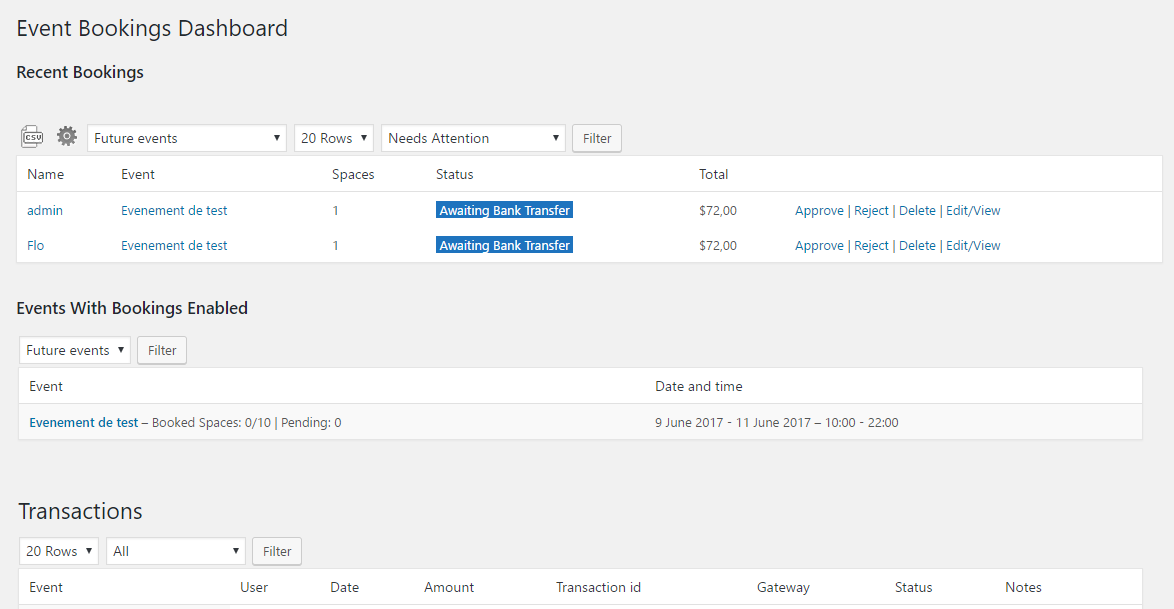 Event Bookings Dashboard
Recent Bookings
CSV Future events 20 Rows Needs Attention Filter
Name Event Spaces Status Total
admin Evenement de test 1 Awaiting Bank Transfer $72,00 Approve | Reject | Delete | Edit/View
Flo Evenement de test 1 Awaiting Bank Transfer $72,00 Approve | Reject | Delete | Edit/View
Events With Bookings Enabled
Future events Filter
Event Date and time
Evenement de test – Booked Spaces: 0/10 | Pending: 0 9 June 2017 - 11 June 2017 – 10:00 - 22:00
Transactions
20 Rows All Filter
Event User Date Amount Transaction id Gateway Status Notes